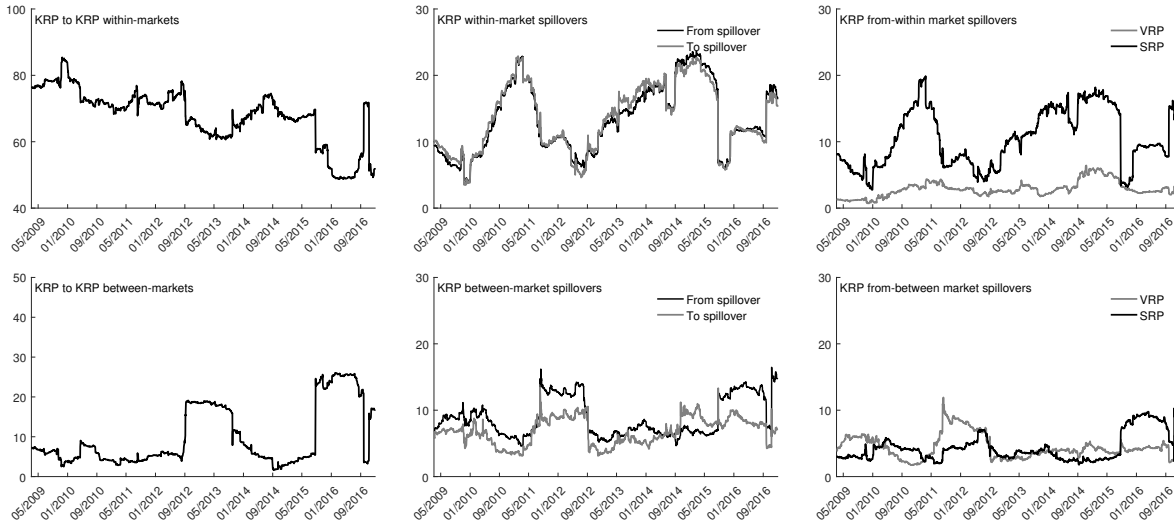 KRP to KRP within-markets
100
80
60
40
05/2009 01/2010 09/2010 05/2011 01/2012 09/2012 05/2013 01/2014 09/2014 05/2015 01/2016 09/2016
KRP within-market spillovers
From spillover
To spillover
30
20
10
0
05/2009 01/2010 09/2010 05/2011 01/2012 09/2012 05/2013 01/2014 09/2014 05/2015 01/2016 09/2016
KRP from-within market spillovers
VRP
SRP
30
20
10
0
05/2009 01/2010 09/2010 05/2011 01/2012 09/2012 05/2013 01/2014 09/2014 05/2015 01/2016 09/2016
KRP to KRP between-markets
50
40
30
20
10
0
05/2009 01/2010 09/2010 05/2011 01/2012 09/2012 05/2013 01/2014 09/2014 05/2015 01/2016 09/2016
KRP between-market spillovers
From spillover
To spillover
30
20
10
0
05/2009 01/2010 09/2010 05/2011 01/2012 09/2012 05/2013 01/2014 09/2014 05/2015 01/2016 09/2016
KRP from-between market spillovers
VRP
SRP
30
20
10
0
05/2009 01/2010 09/2010 05/2011 01/2012 09/2012 05/2013 01/2014 09/2014 05/2015 01/2016 09/2016